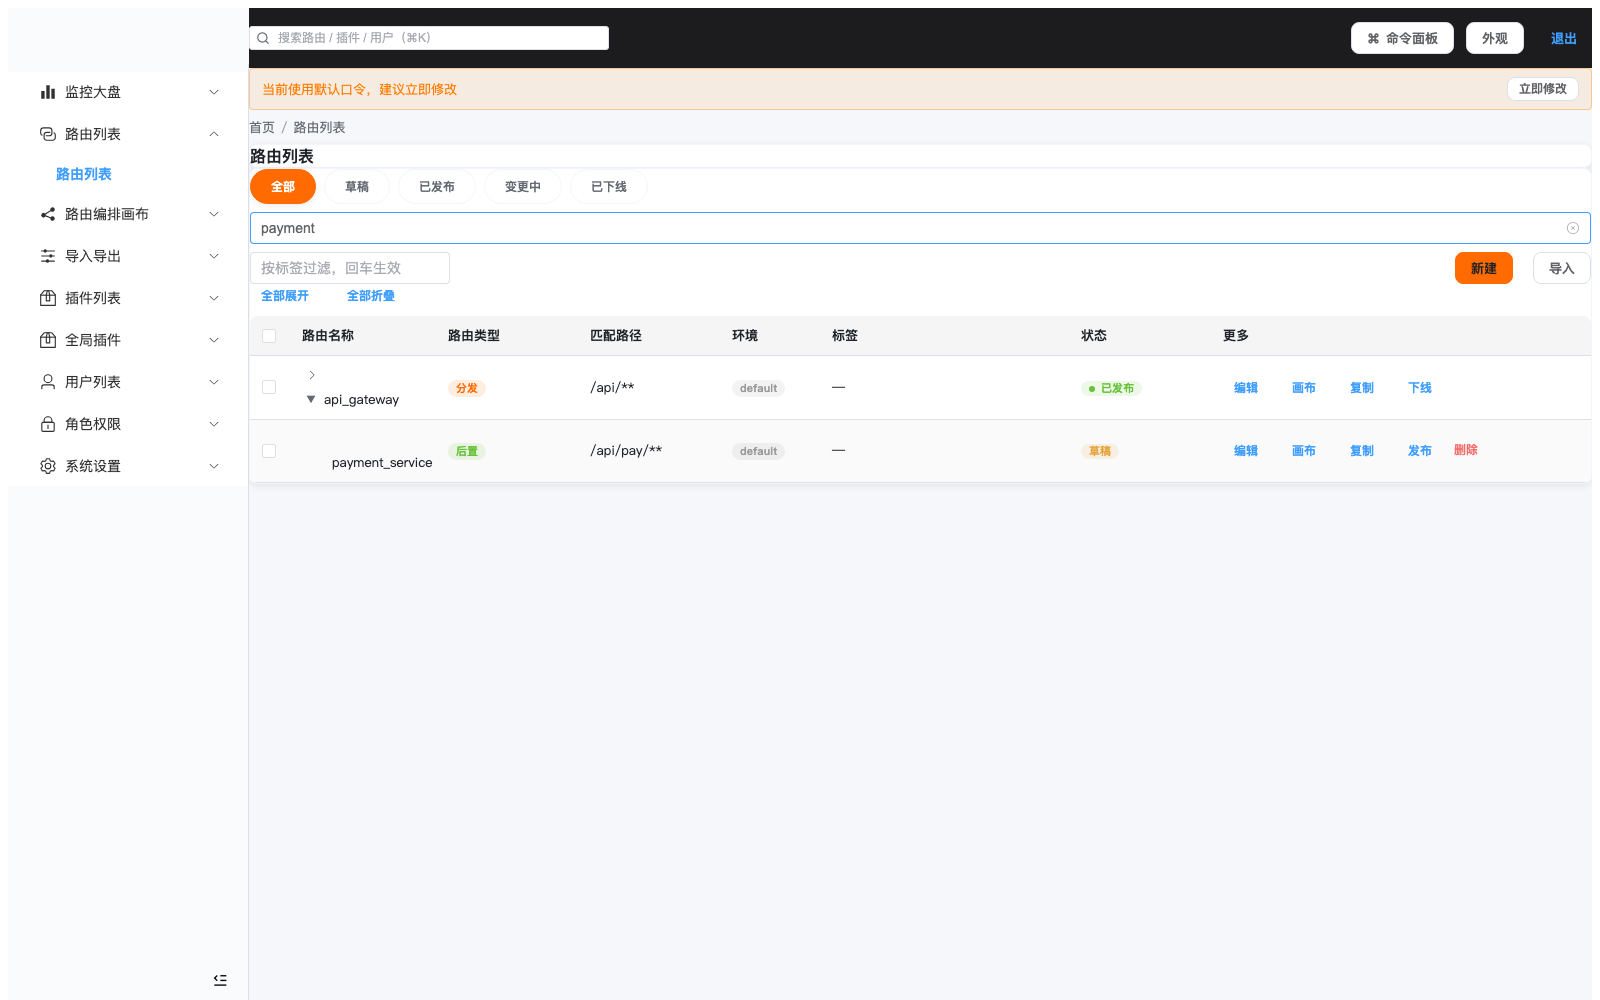 搜索路由 / 插件 / 用户（⌘K）
⌘ 命令面板
外观
退出
当前使用默认口令，建议立即修改
立即修改
监控大盘
路由列表
路由列表
路由编排画布
导入导出
插件列表
全局插件
用户列表
角色权限
系统设置
首页 / 路由列表
路由列表
全部 草稿 已发布 变更中 已下线
payment
按标签过滤，回车生效
新建 导入
全部展开 全部折叠
路由名称 路由类型 匹配路径 环境 标签 状态 更多
api_gateway 分发 /api/** default — 已发布 编辑 画布 复制 下线
payment_service 后置 /api/pay/** default — 草稿 编辑 画布 复制 发布 删除